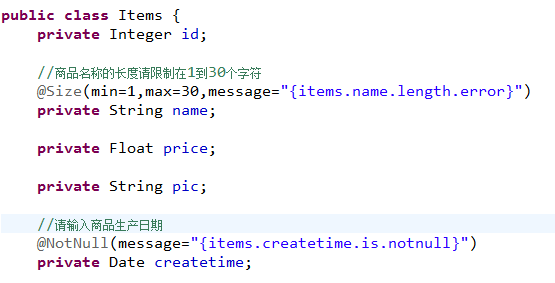 public class Items {
private Integer id;
//商品名称的长度请限制在1到30个字符
@Size(min=1,max=30,message="{items.name.length.error}")
private String name;
private Float price;
private String pic;
//请输入商品生产日期
@NotNull(message="{items.createtime.is.notnull}")
private Date createtime;